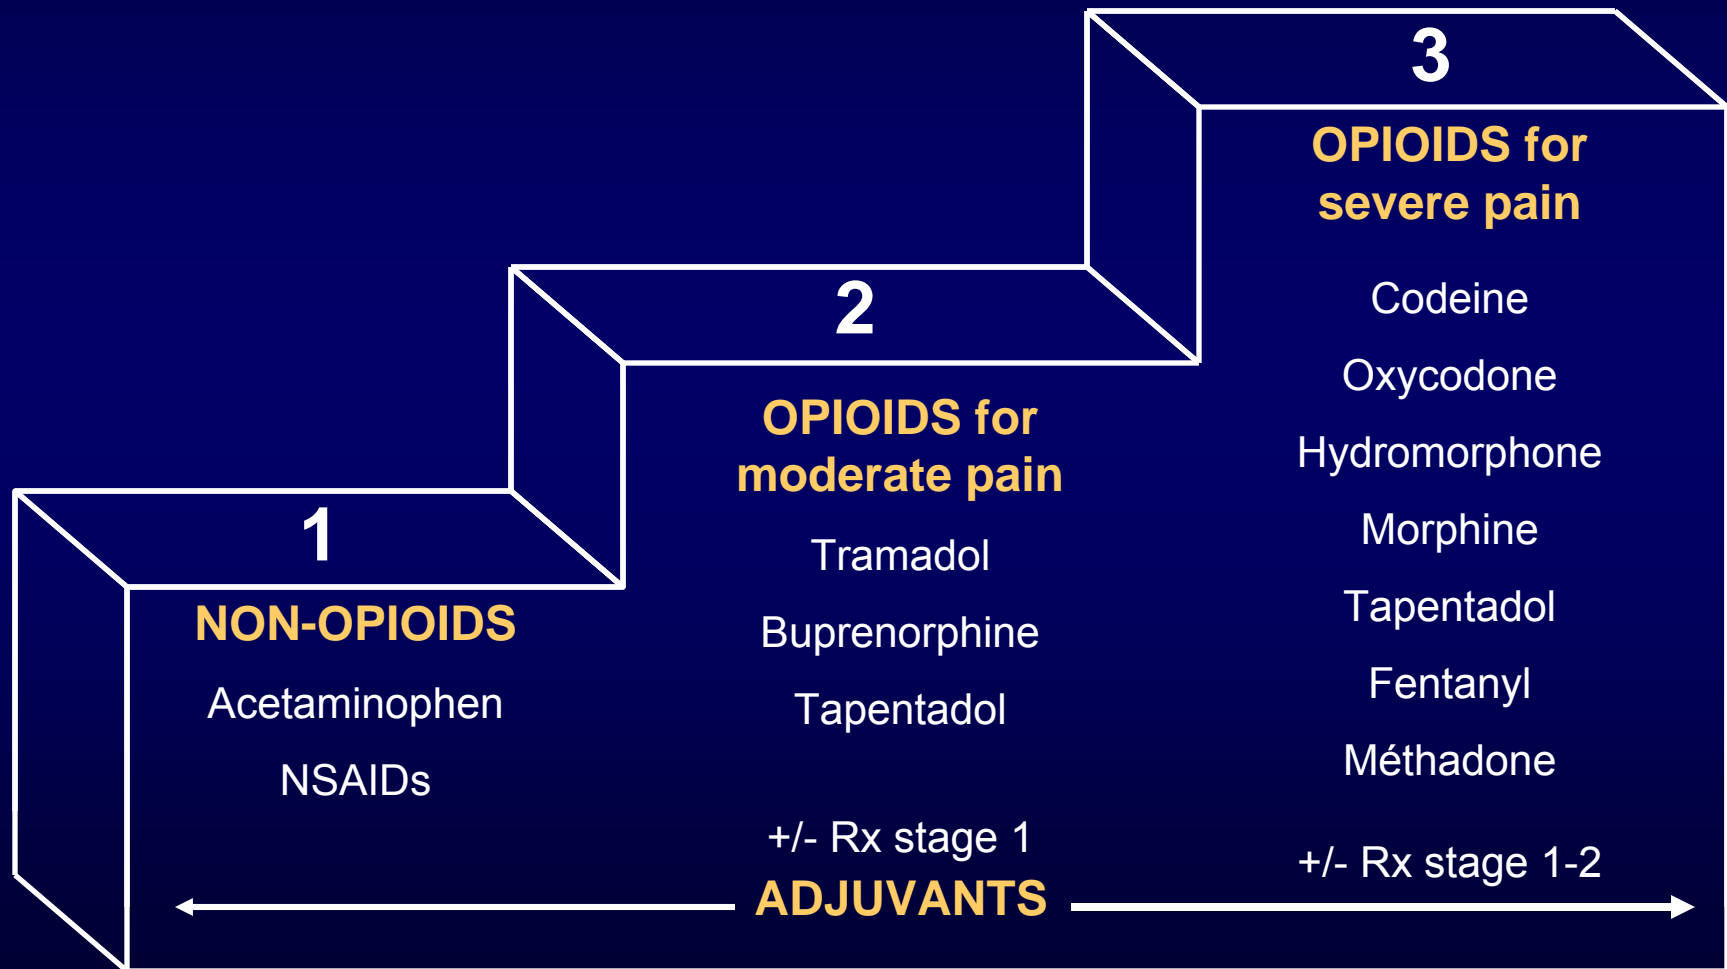 1
NON-OPIOIDS
Acetaminophen
NSAIDs
2
OPIOIDS for
moderate pain
Tramadol
Buprenorphine
Tapentadol
+/- Rx stage 1
3
OPIOIDS for
severe pain
Codeine
Oxycodone
Hydromorphone
Morphine
Tapentadol
Fentanyl
Méthadone
+/- Rx stage 1-2
ADJUVANTS